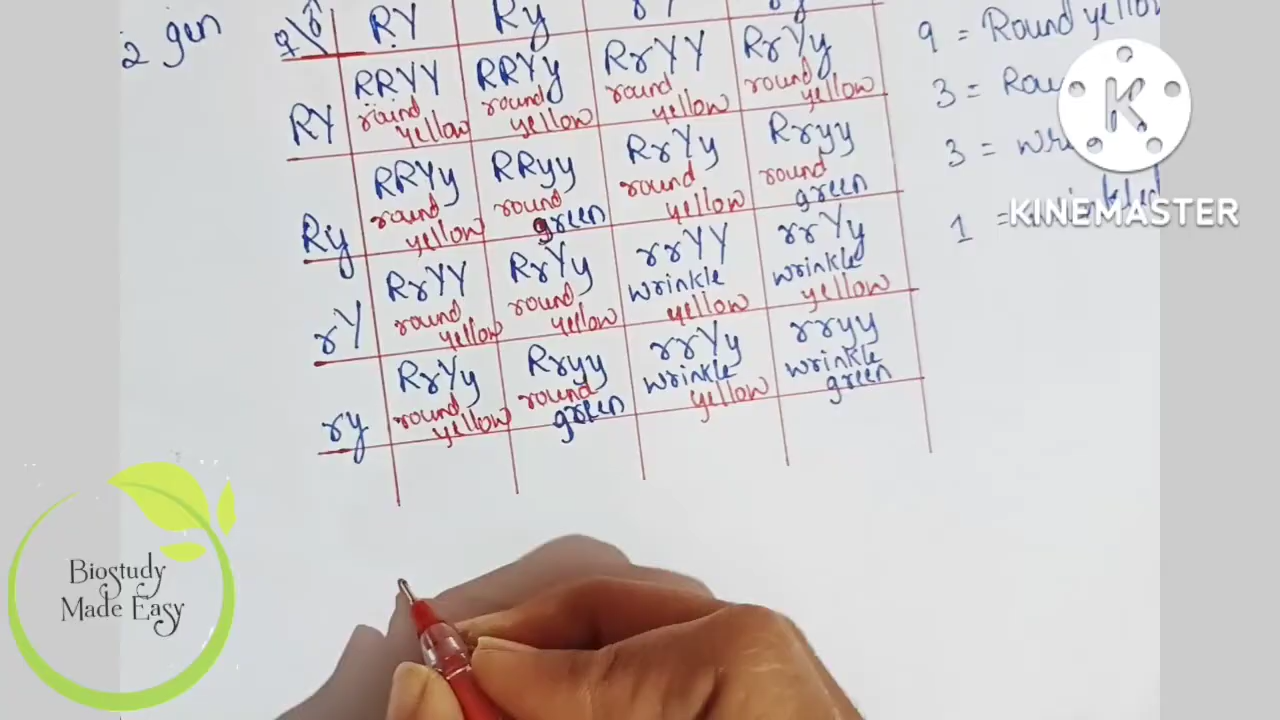 2 gen
♀ ♂ RY Ry rY ry
9 = Round yellow
3 =
3 =
1 =
RY RRYY RRYy RrYY RrYy
round round round round
yellow yellow yellow yellow
Ry RRYy RRyy RrYy Rryy
round round round round
yellow green yellow green
rY RrYY RrYy rrYY rrYy
round round wrinkle wrinkle
yellow yellow yellow yellow
ry RrYy Rryy rrYy rryy
round round wrinkle wrinkle
yellow green yellow green
KINEMASTER
Biostudy
Made Easy